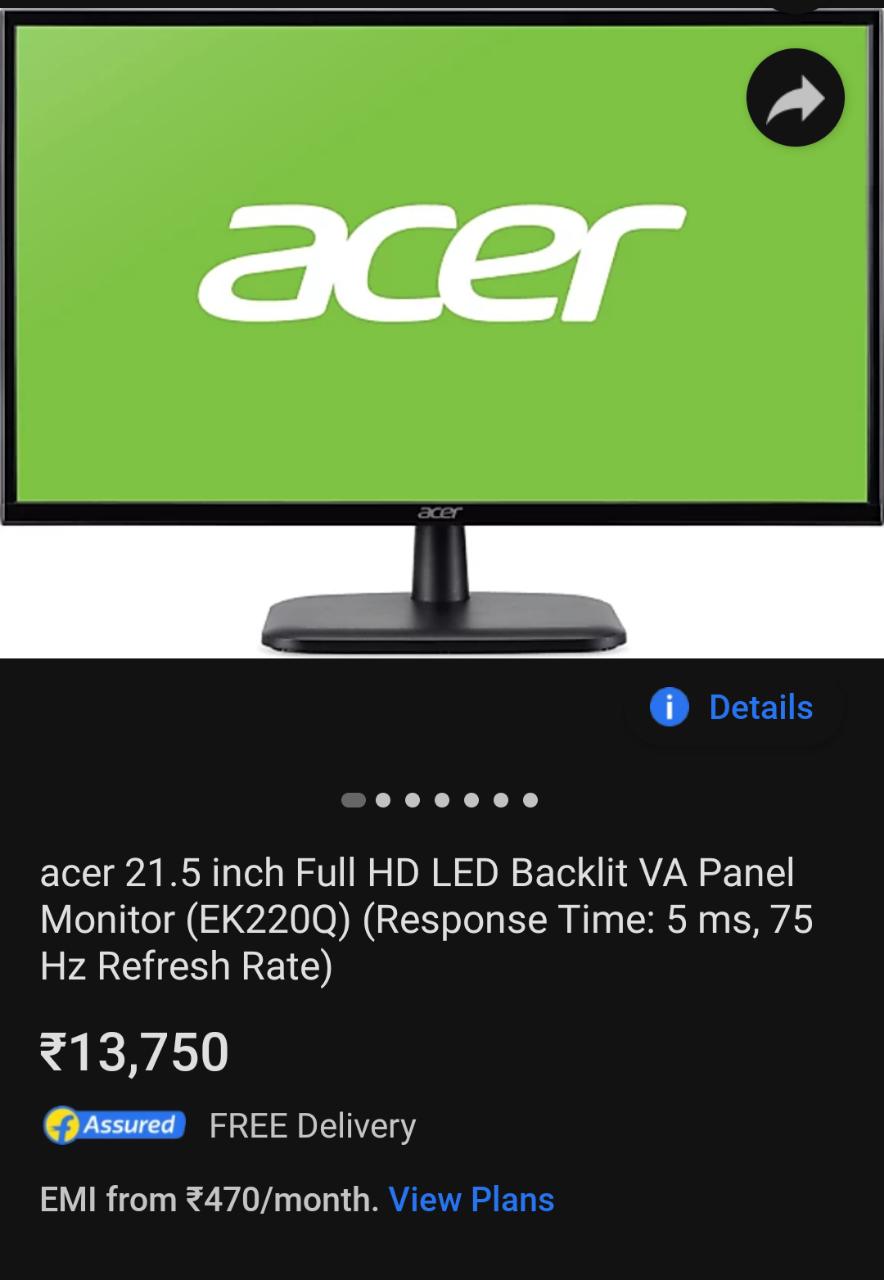 acer
acer
Details
acer 21.5 inch Full HD LED Backlit VA Panel
Monitor (EK220Q) (Response Time: 5 ms, 75
Hz Refresh Rate)
₹13,750
Assured FREE Delivery
EMI from ₹470/month. View Plans